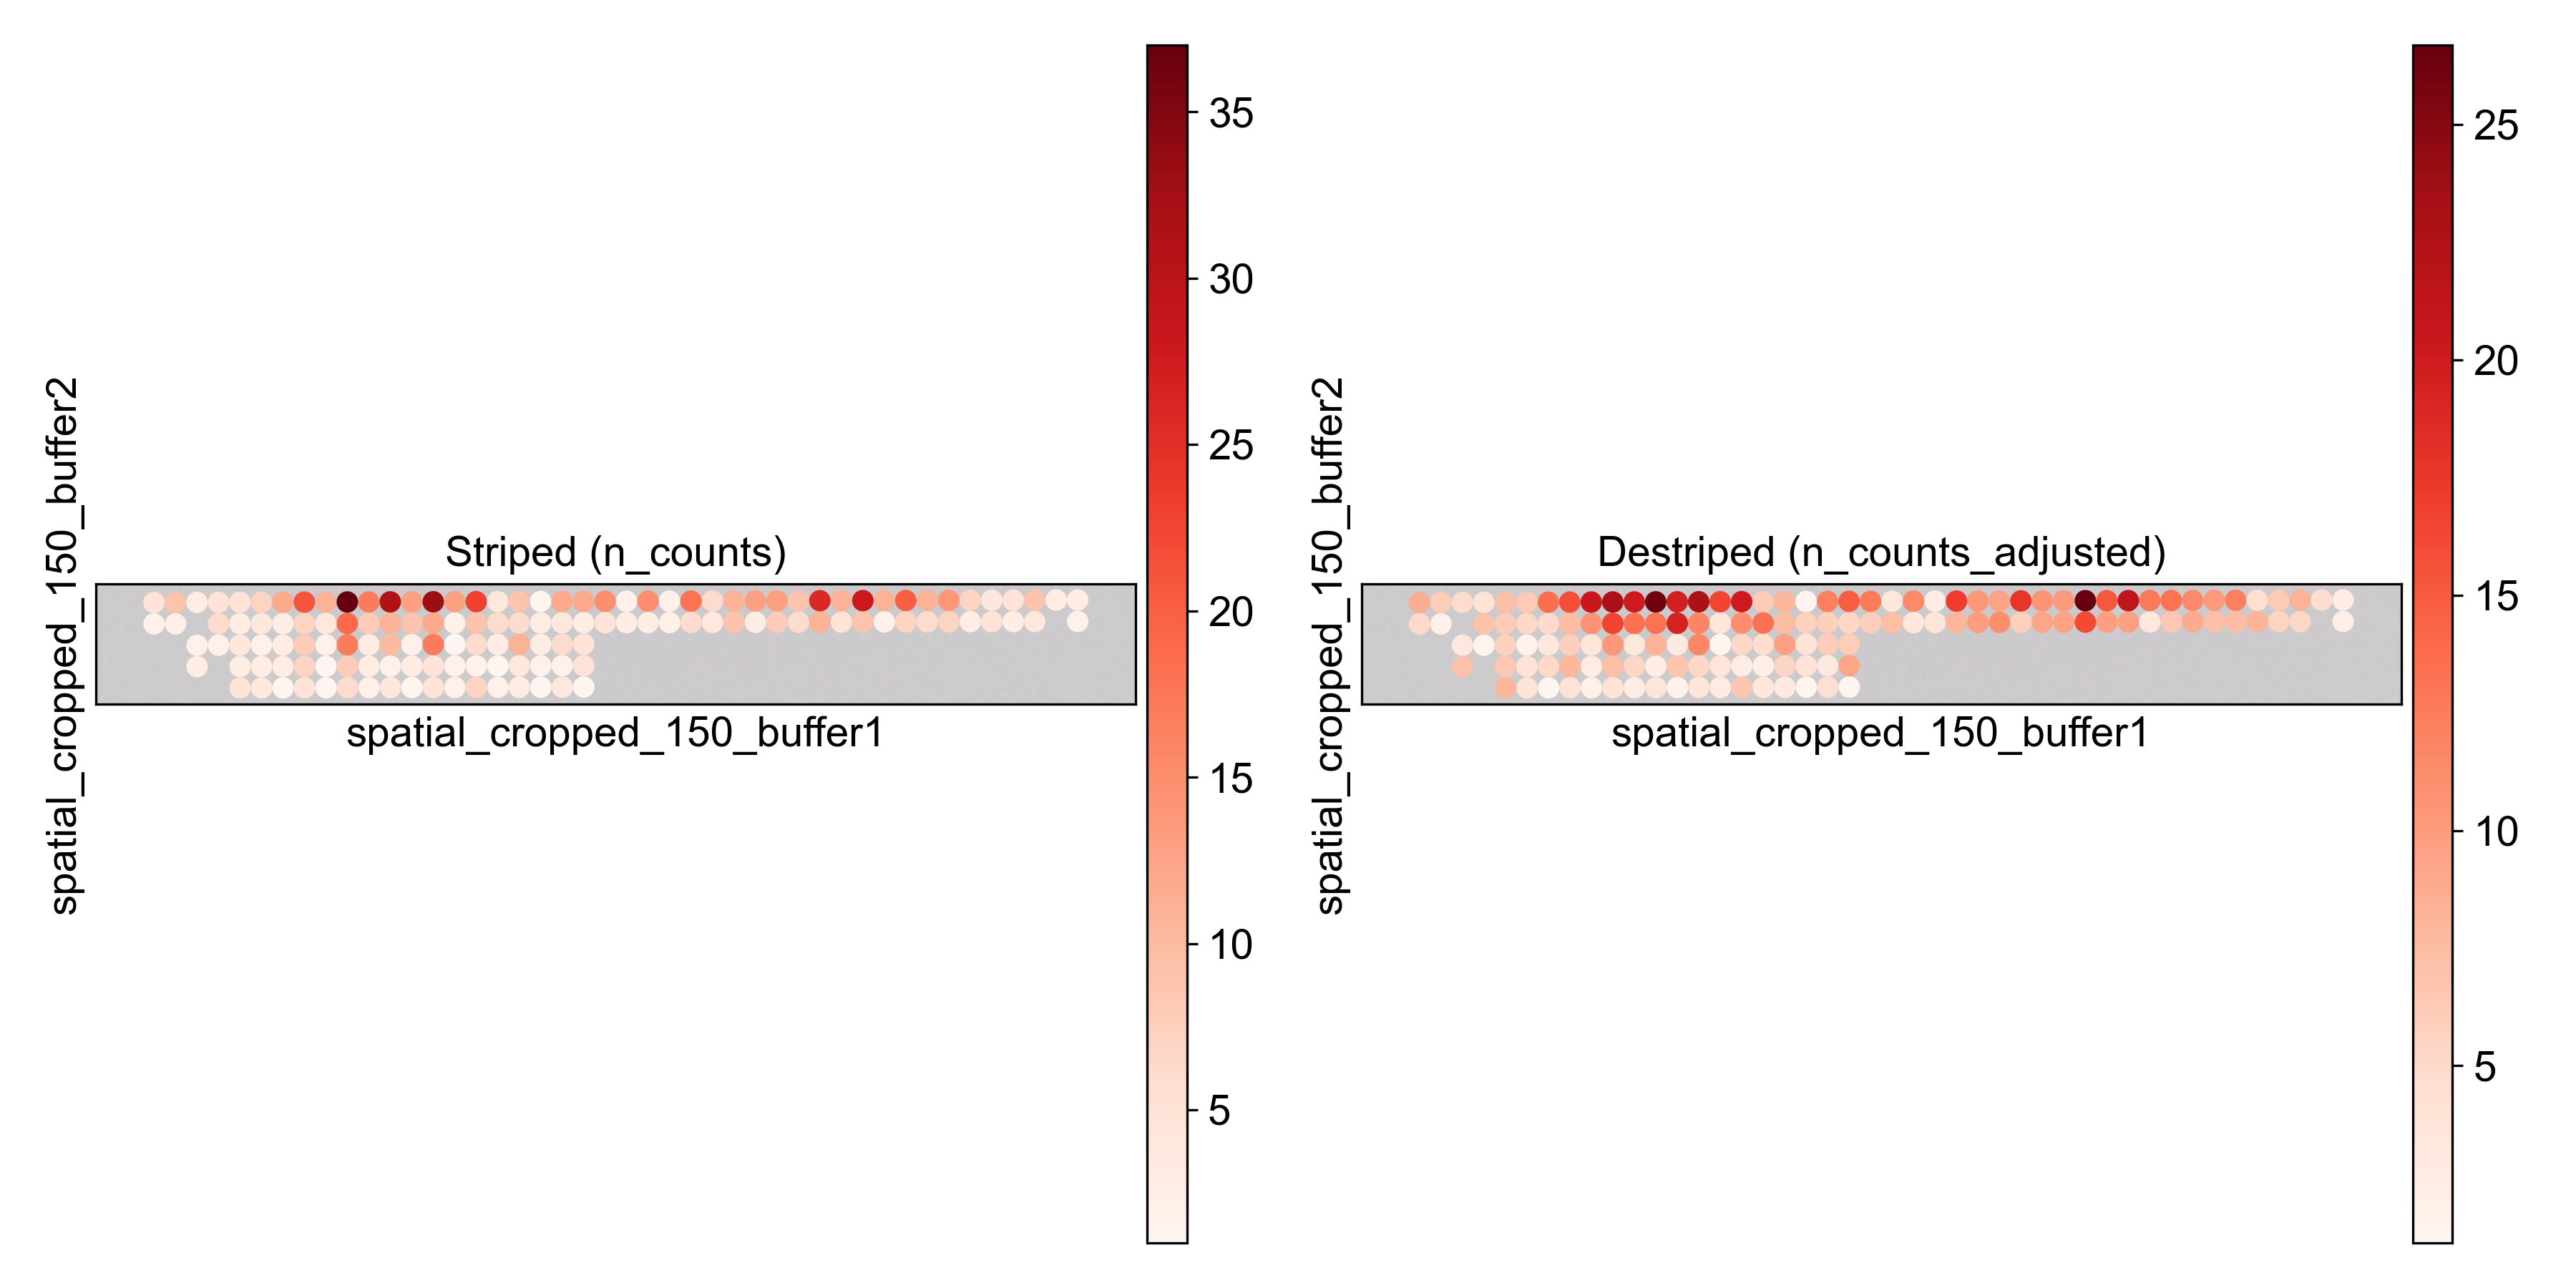 Striped (n_counts)
spatial_cropped_150_buffer2
spatial_cropped_150_buffer1
35
30
25
20
15
10
5
Destriped (n_counts_adjusted)
spatial_cropped_150_buffer2
spatial_cropped_150_buffer1
25
20
15
10
5